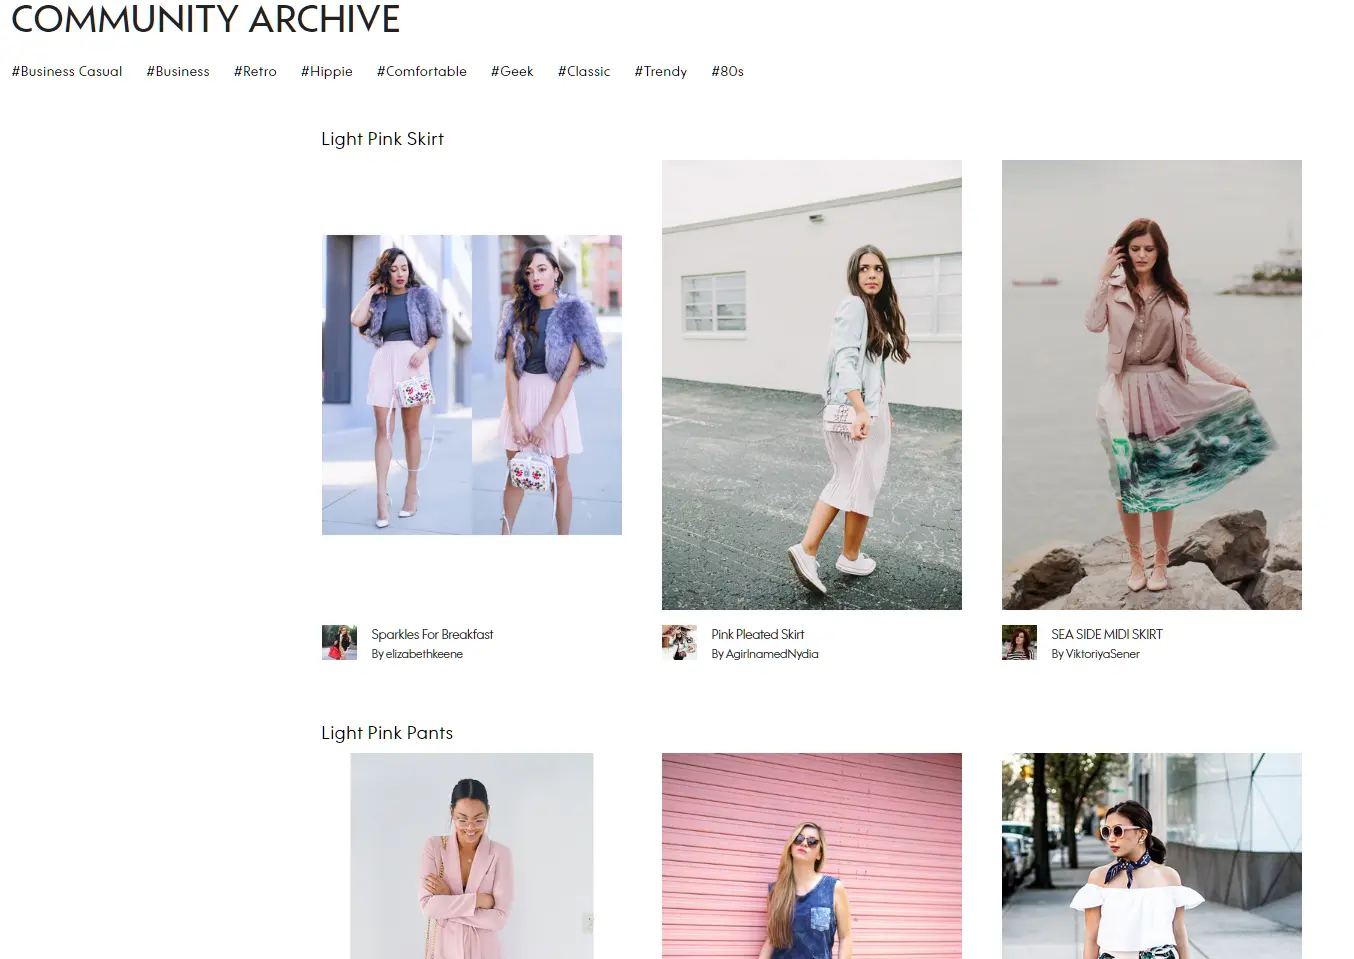 COMMUNITY ARCHIVE
#Business Casual #Business #Retro #Hippie #Comfortable #Geek #Classic #Trendy #80s
Light Pink Skirt
Sparkles For Breakfast
By elizabethkeene
Pink Pleated Skirt
By AgirlnamedNydia
SEA SIDE MIDI SKIRT
By ViktoriyaSener
Light Pink Pants